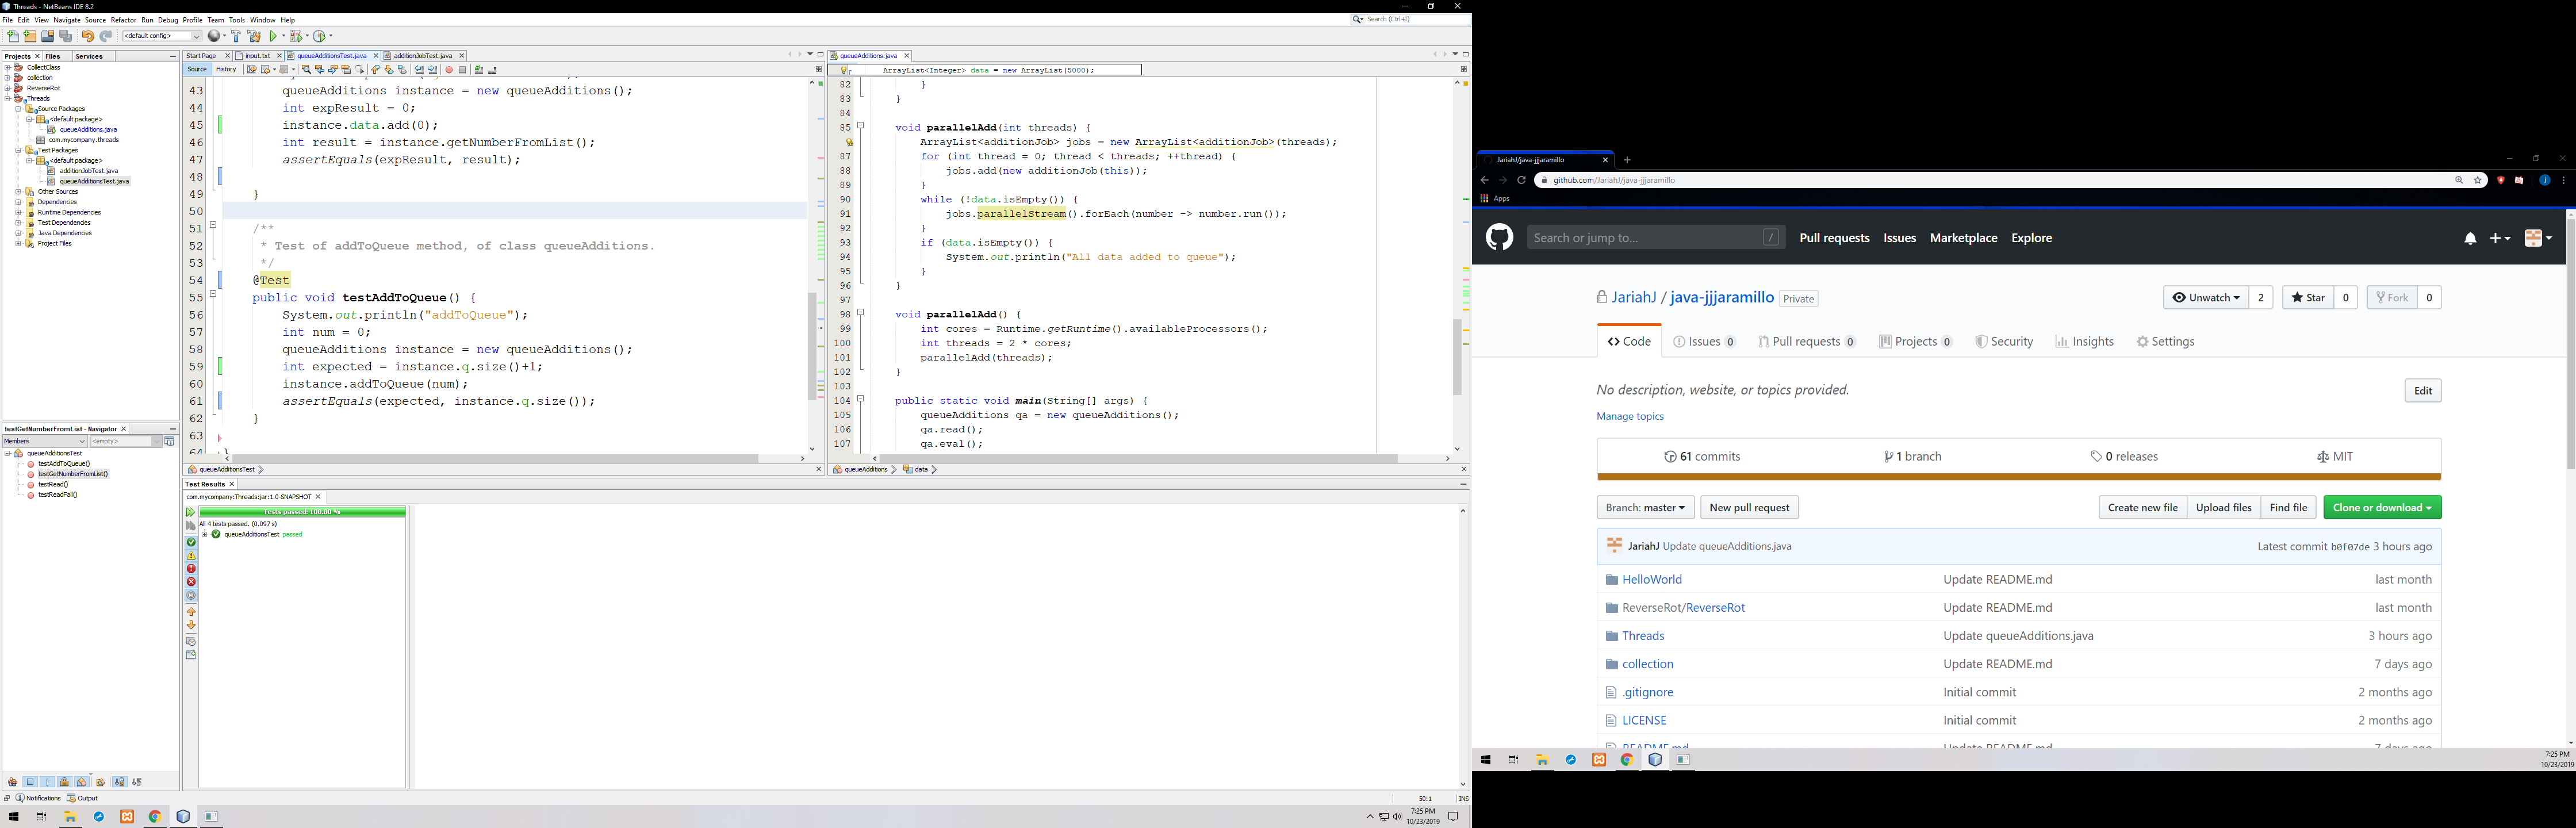 Threads - NetBeans IDE 8.2
File Edit View Navigate Source Refactor Run Debug Profile Team Tools Window Help
Search (Ctrl+I)
<default config>
Projects Files Services
CollectClass
collection
ReverseRot
Threads
Source Packages
<default package>
queueAdditions.java
com.mycompany.threads
Test Packages
<default package>
additionJobTest.java
queueAdditionsTest.java
Other Sources
Dependencies
Runtime Dependencies
Test Dependencies
Java Dependencies
Project Files
testGetNumberFromList - Navigator
Members <empty>
queueAdditionsTest
testAddToQueue()
testGetNumberFromList()
testRead()
testReadFail()
Start Page input.txt queueAdditionsTest.java additionJobTest.java
Source History
43 queueAdditions instance = new queueAdditions();
44 int expResult = 0;
45 instance.data.add(0);
46 int result = instance.getNumberFromList();
47 assertEquals(expResult, result);
48
49 }
50
51 /**
52 * Test of addToQueue method, of class queueAdditions.
53 */
54 @Test
55 public void testAddToQueue() {
56 System.out.println("addToQueue");
57 int num = 0;
58 queueAdditions instance = new queueAdditions();
59 int expected = instance.q.size()+1;
60 instance.addToQueue(num);
61 assertEquals(expected, instance.q.size());
62 }
63
64 }
queueAdditionsTest
queueAdditions.java
ArrayList<Integer> data = new ArrayList(5000);
82 }
83 }
84
85 void parallelAdd(int threads) {
ArrayList<additionJob> jobs = new ArrayList<additionJob>(threads);
87 for (int thread = 0; thread < threads; ++thread) {
88 jobs.add(new additionJob(this));
89 }
90 while (!data.isEmpty()) {
91 jobs.parallelStream().forEach(number -> number.run());
92 }
93 if (data.isEmpty()) {
94 System.out.println("All data added to queue");
95 }
96 }
97
98 void parallelAdd() {
99 int cores = Runtime.getRuntime().availableProcessors();
100 int threads = 2 * cores;
101 parallelAdd(threads);
102 }
103
104 public static void main(String[] args) {
105 queueAdditions qa = new queueAdditions();
106 qa.read();
107 qa.eval();
queueAdditions data
Test Results
com.mycompany:Threads:jar:1.0-SNAPSHOT
Tests passed: 100.00 %
All 4 tests passed. (0.097 s)
queueAdditionsTest passed
Notifications Output
50:1 INS
7:25 PM
10/23/2019
JariahJ/java-jjjaramillo
github.com/JariahJ/java-jjjaramillo
Apps
Search or jump to... /
Pull requests Issues Marketplace Explore
JariahJ / java-jjjaramillo Private
Unwatch 2 Star 0 Fork 0
Code Issues 0 Pull requests 0 Projects 0 Security Insights Settings
No description, website, or topics provided.
Edit
Manage topics
61 commits 1 branch 0 releases MIT
Branch: master New pull request Create new file Upload files Find file Clone or download
JariahJ Update queueAdditions.java Latest commit b0f07de 3 hours ago
HelloWorld Update README.md last month
ReverseRot/ReverseRot Update README.md last month
Threads Update queueAdditions.java 3 hours ago
collection Update README.md 7 days ago
.gitignore Initial commit 2 months ago
LICENSE Initial commit 2 months ago
README.md Update README.md 7 days ago
7:25 PM
10/23/2019